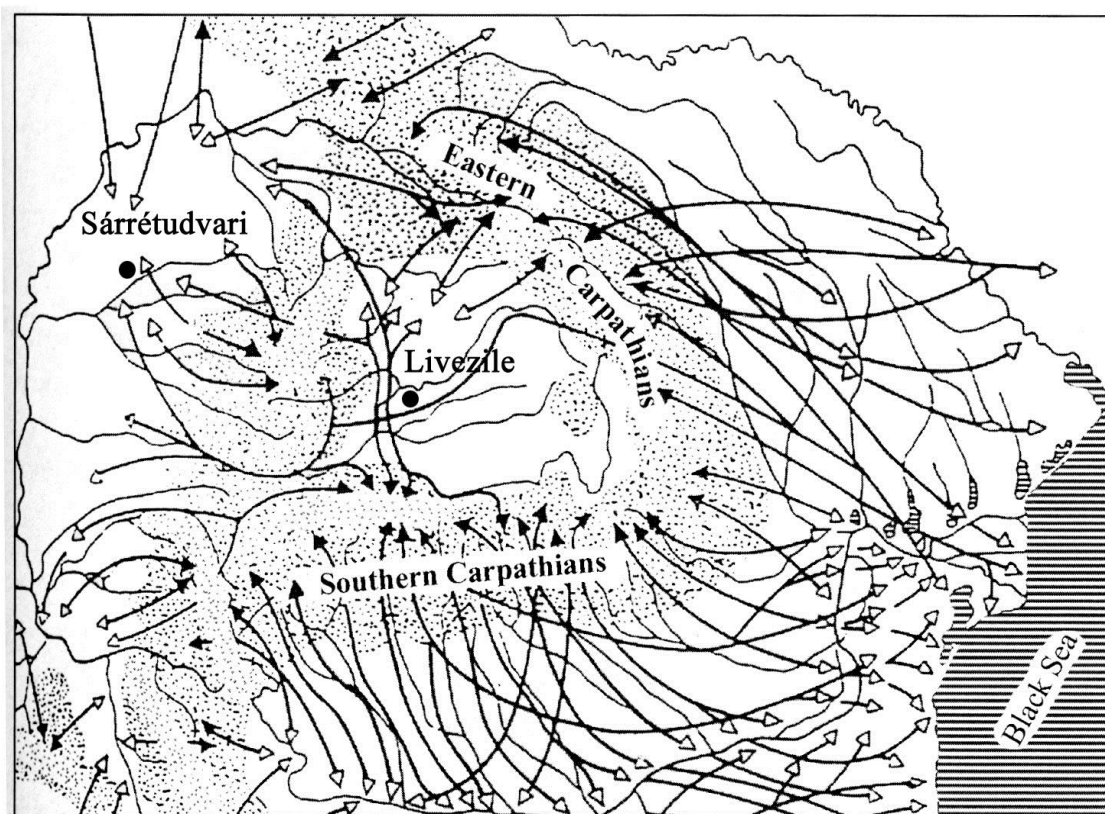 Eastern
Sárrétudvari
Carpathians
Livezile
Southern Carpathians
Black Sea